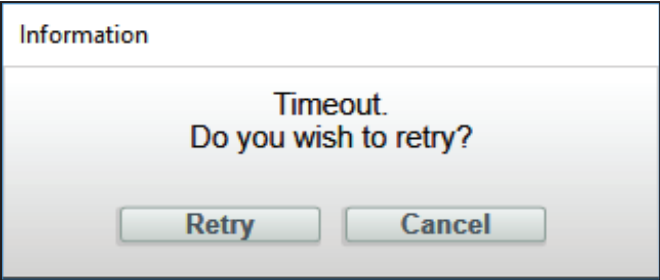 Information
Timeout.
Do you wish to retry?
Retry
Cancel